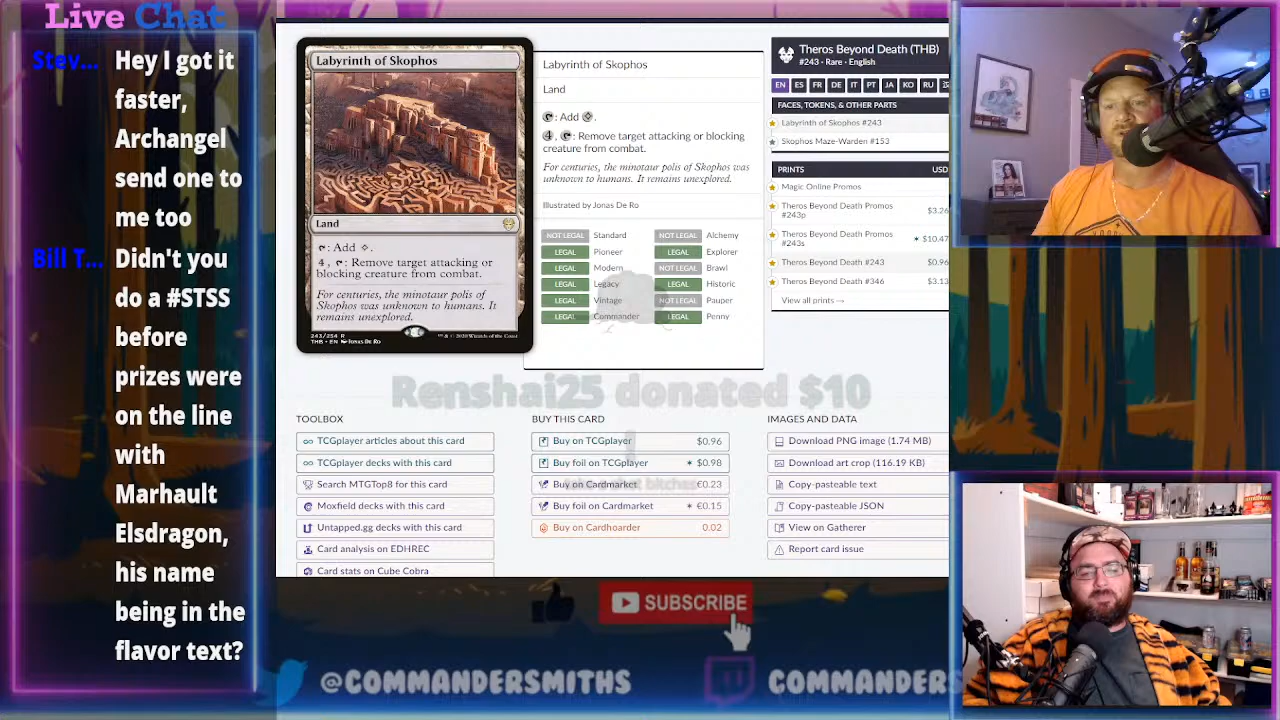 Live Chat
Stev...
Hey I got it
faster,
Archangel
send one to
me too
Bill T...
Didn't you
do a #STSS
before
prizes were
on the line
with
Marhault
Elsdragon,
his name
being in the
flavor text?
Labyrinth of Skophos
Land
: Add .
4, : Remove target attacking or
blocking creature from combat.
For centuries, the minotaur polis of
Skophos was unknown to humans. It
remains unexplored.
243/254 R
THB • EN Jonas De Ro
™ & © 2020 Wizards of the Coast
Labyrinth of Skophos
Land
: Add .
4, : Remove target attacking or blocking
creature from combat.
For centuries, the minotaur polis of Skophos was
unknown to humans. It remains unexplored.
Illustrated by Jonas De Ro
NOT LEGAL Standard NOT LEGAL Alchemy
LEGAL Pioneer LEGAL Explorer
LEGAL Modern NOT LEGAL Brawl
LEGAL Legacy LEGAL Historic
LEGAL Vintage NOT LEGAL Pauper
LEGAL Commander LEGAL Penny
Theros Beyond Death (THB)
#243 · Rare · English
EN ES FR DE IT PT JA KO RU
FACES, TOKENS, & OTHER PARTS
Labyrinth of Skophos #243
Skophos Maze-Warden #153
PRINTS USD
Magic Online Promos
Theros Beyond Death Promos
#243p $3.26
Theros Beyond Death Promos
#243s ✶ $10.47
Theros Beyond Death #243 $0.96
Theros Beyond Death #346 $3.13
View all prints →
Renshai25 donated $10
TOOLBOX
TCGplayer articles about this card
TCGplayer decks with this card
Search MTGTop8 for this card
Moxfield decks with this card
Untapped.gg decks with this card
Card analysis on EDHREC
Card stats on Cube Cobra
BUY THIS CARD
Buy on TCGplayer $0.96
Buy foil on TCGplayer ✶ $0.98
Buy on Cardmarket €0.23
Buy foil on Cardmarket ✶ €0.15
Buy on Cardhoarder 0.02
IMAGES AND DATA
Download PNG image (1.74 MB)
Download art crop (116.19 KB)
Copy-pasteable text
Copy-pasteable JSON
View on Gatherer
Report card issue
SUBSCRIBE
@COMMANDERSMITHS
COMMANDERS